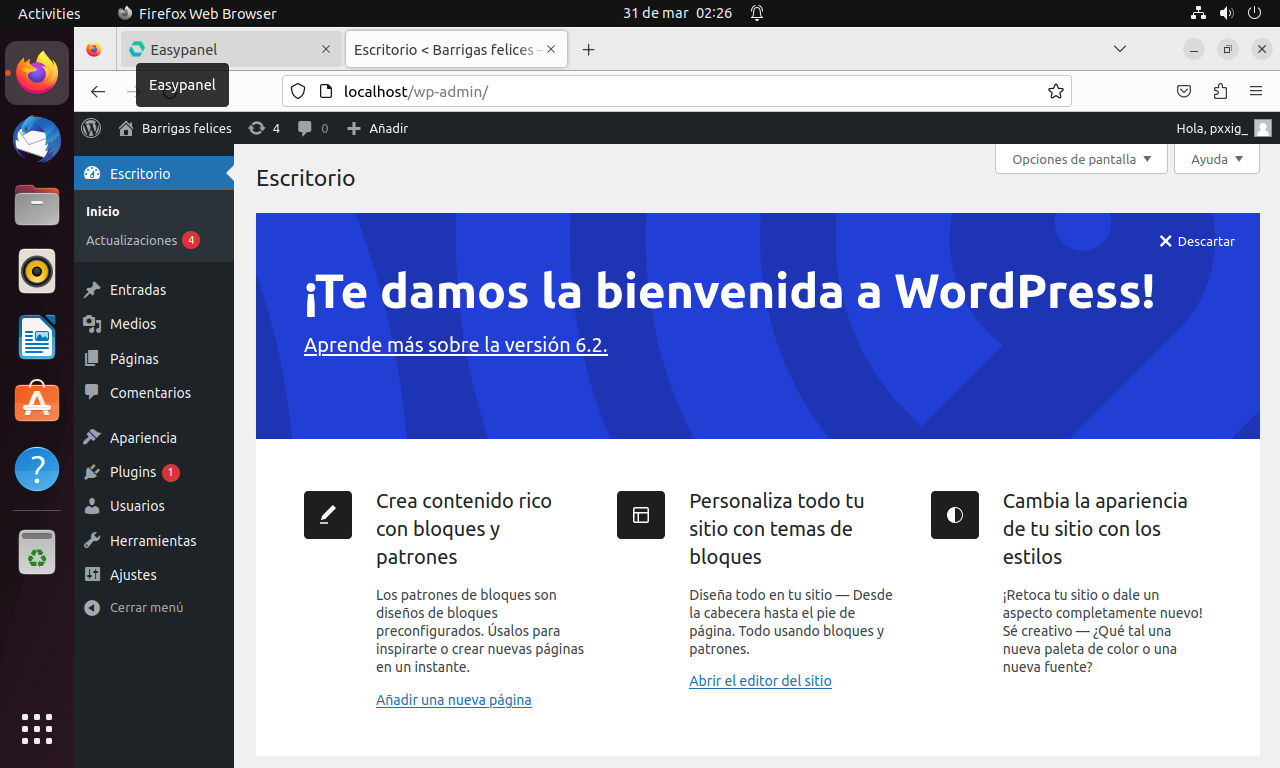 Activities
Firefox Web Browser
31 de mar 02:26
Easypanel
Escritorio < Barrigas felices –
Easypanel
localhost/wp-admin/
Barrigas felices
4
0
Añadir
Hola, pxxig_
Escritorio
Inicio
Actualizaciones 4
Entradas
Medios
Páginas
Comentarios
Apariencia
Plugins 1
Usuarios
Herramientas
Ajustes
Cerrar menú
Opciones de pantalla
Ayuda
Escritorio
Descartar
¡Te damos la bienvenida a WordPress!
Aprende más sobre la versión 6.2.
Crea contenido rico
con bloques y
patrones
Los patrones de bloques son
diseños de bloques
preconfigurados. Úsalos para
inspirarte o crear nuevas páginas
en un instante.
Añadir una nueva página
Personaliza todo tu
sitio con temas de
bloques
Diseña todo en tu sitio — Desde
la cabecera hasta el pie de
página. Todo usando bloques y
patrones.
Abrir el editor del sitio
Cambia la apariencia
de tu sitio con los
estilos
¡Retoca tu sitio o dale un
aspecto completamente nuevo!
Sé creativo — ¿Qué tal una
nueva paleta de color o una
nueva fuente?